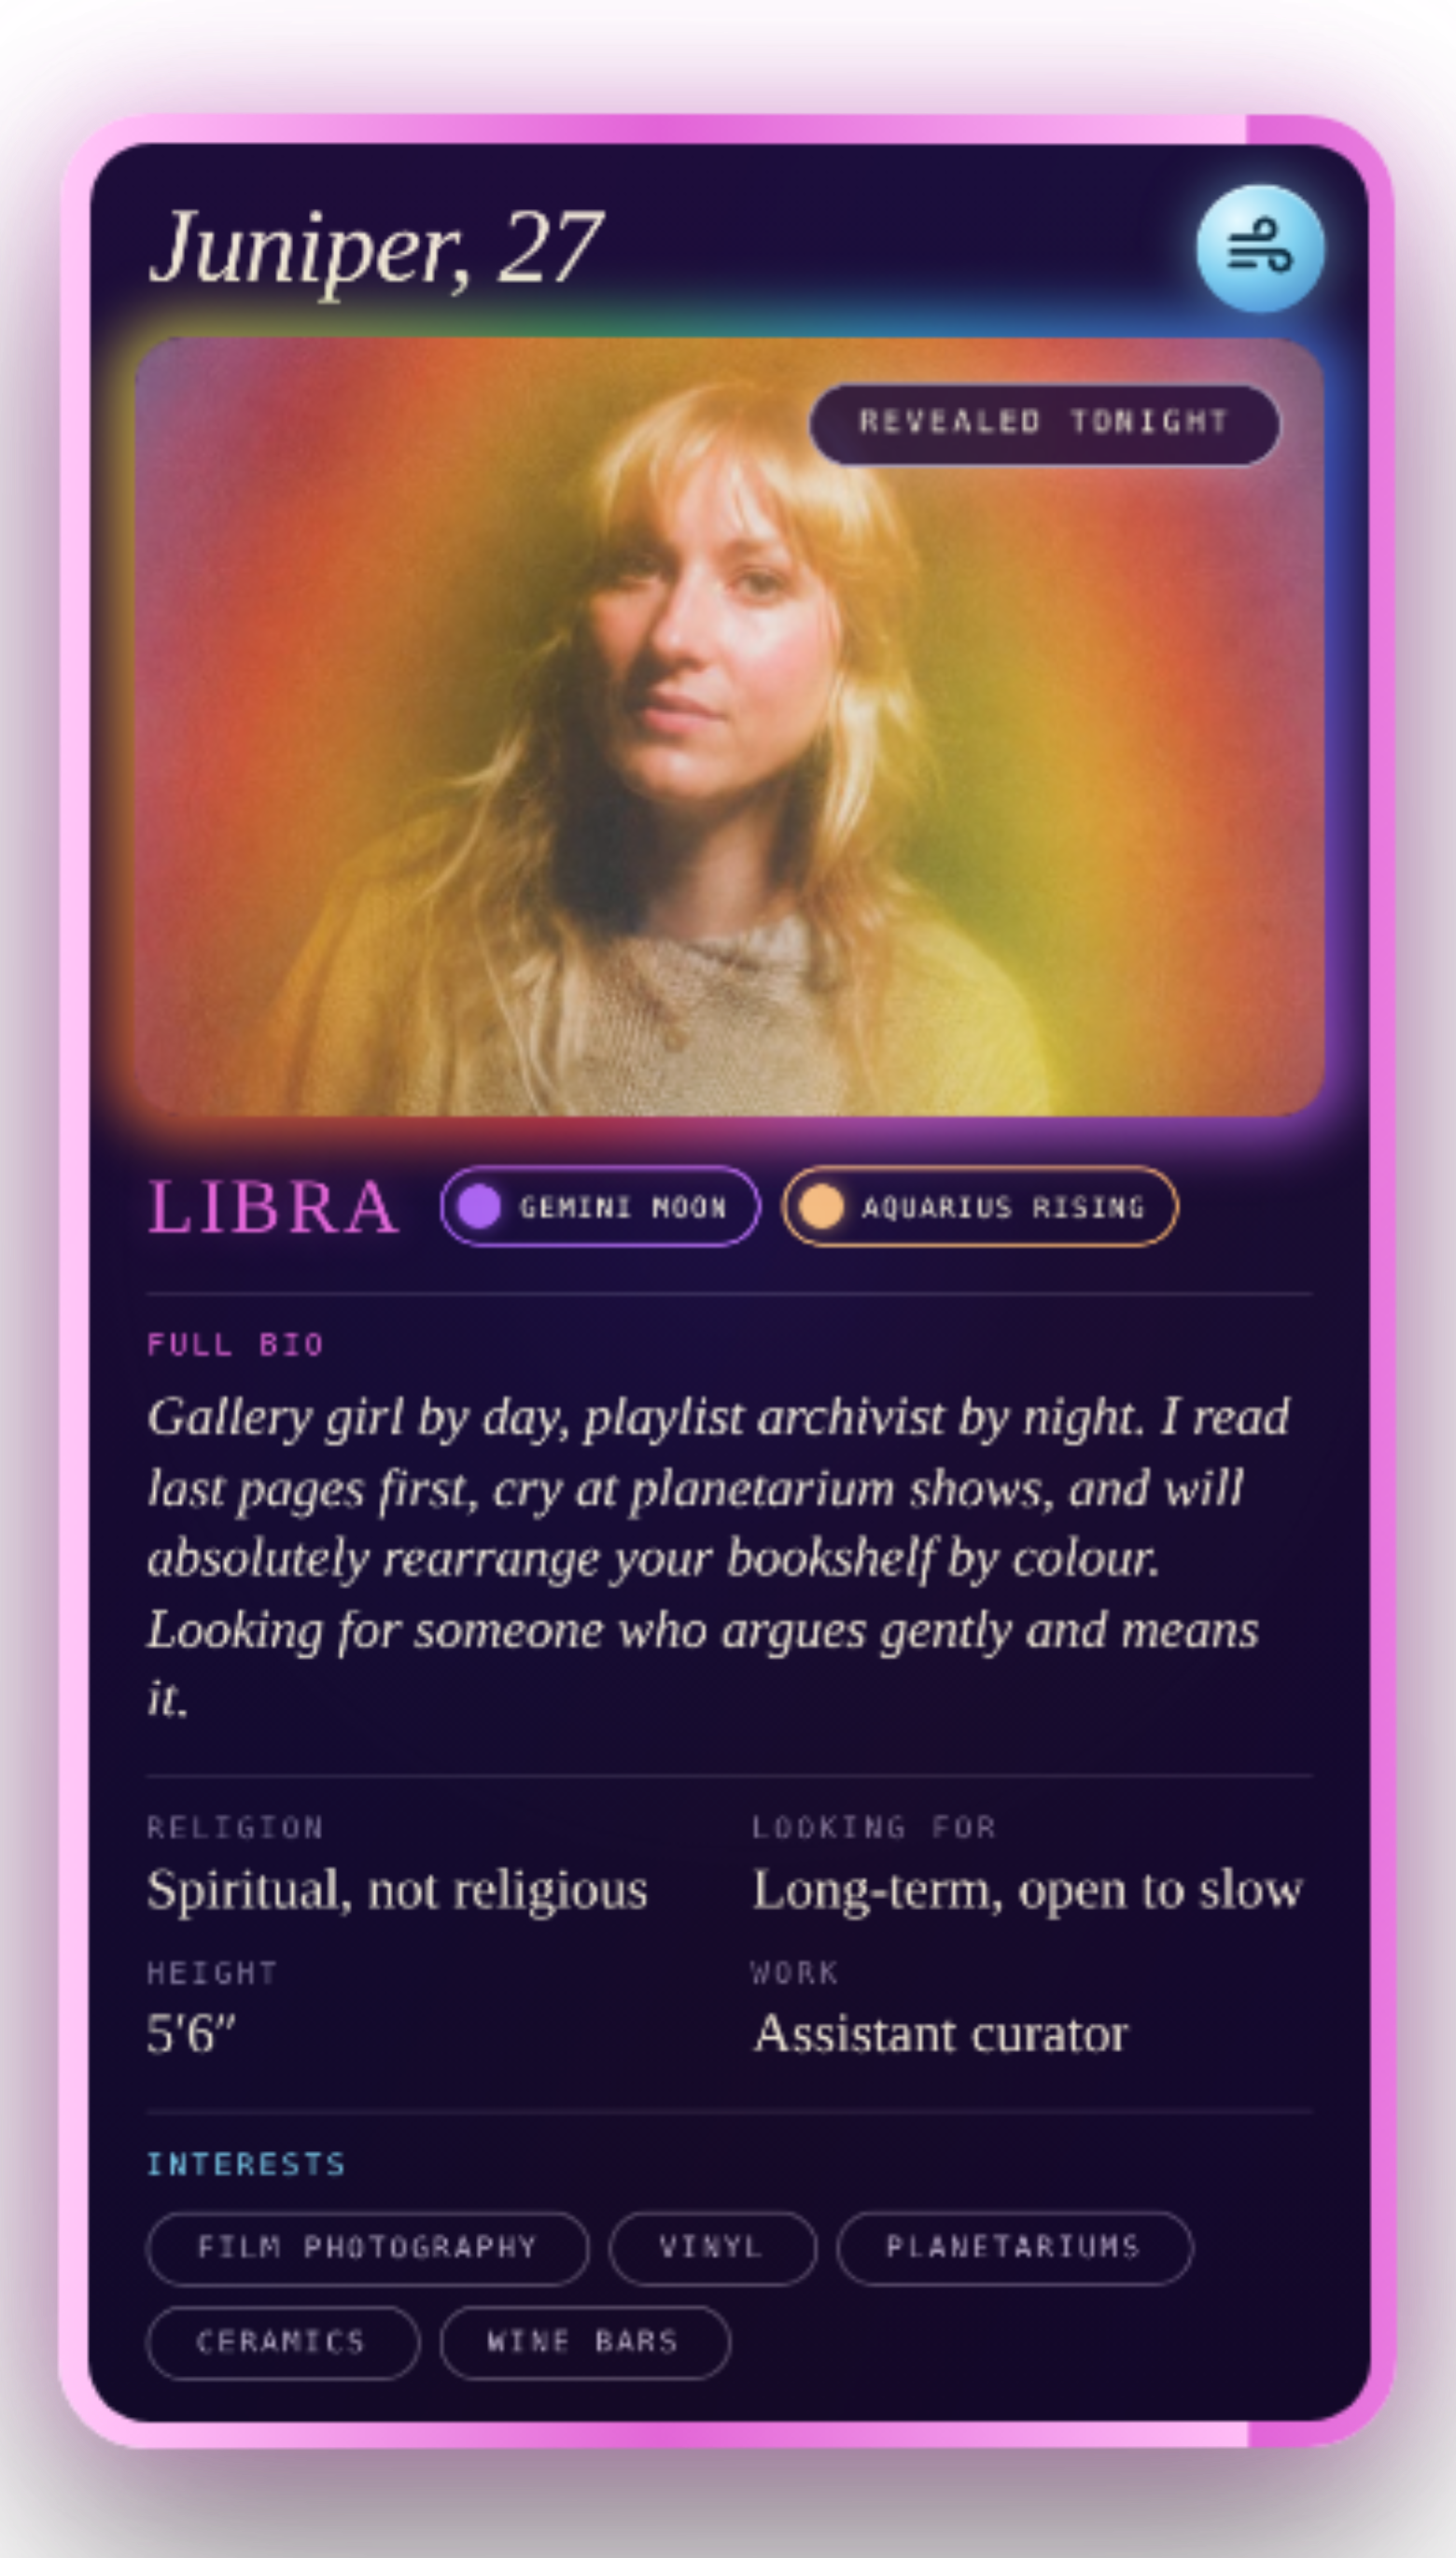 Juniper, 27
REVEALED TONIGHT
LIBRA
GEMINI MOON
AQUARIUS RISING
FULL BIO
Gallery girl by day, playlist archivist by night. I read
last pages first, cry at planetarium shows, and will
absolutely rearrange your bookshelf by colour.
Looking for someone who argues gently and means
it.
RELIGION
Spiritual, not religious
LOOKING FOR
Long-term, open to slow
HEIGHT
5′6″
WORK
Assistant curator
INTERESTS
FILM PHOTOGRAPHY
VINYL
PLANETARIUMS
CERAMICS
WINE BARS